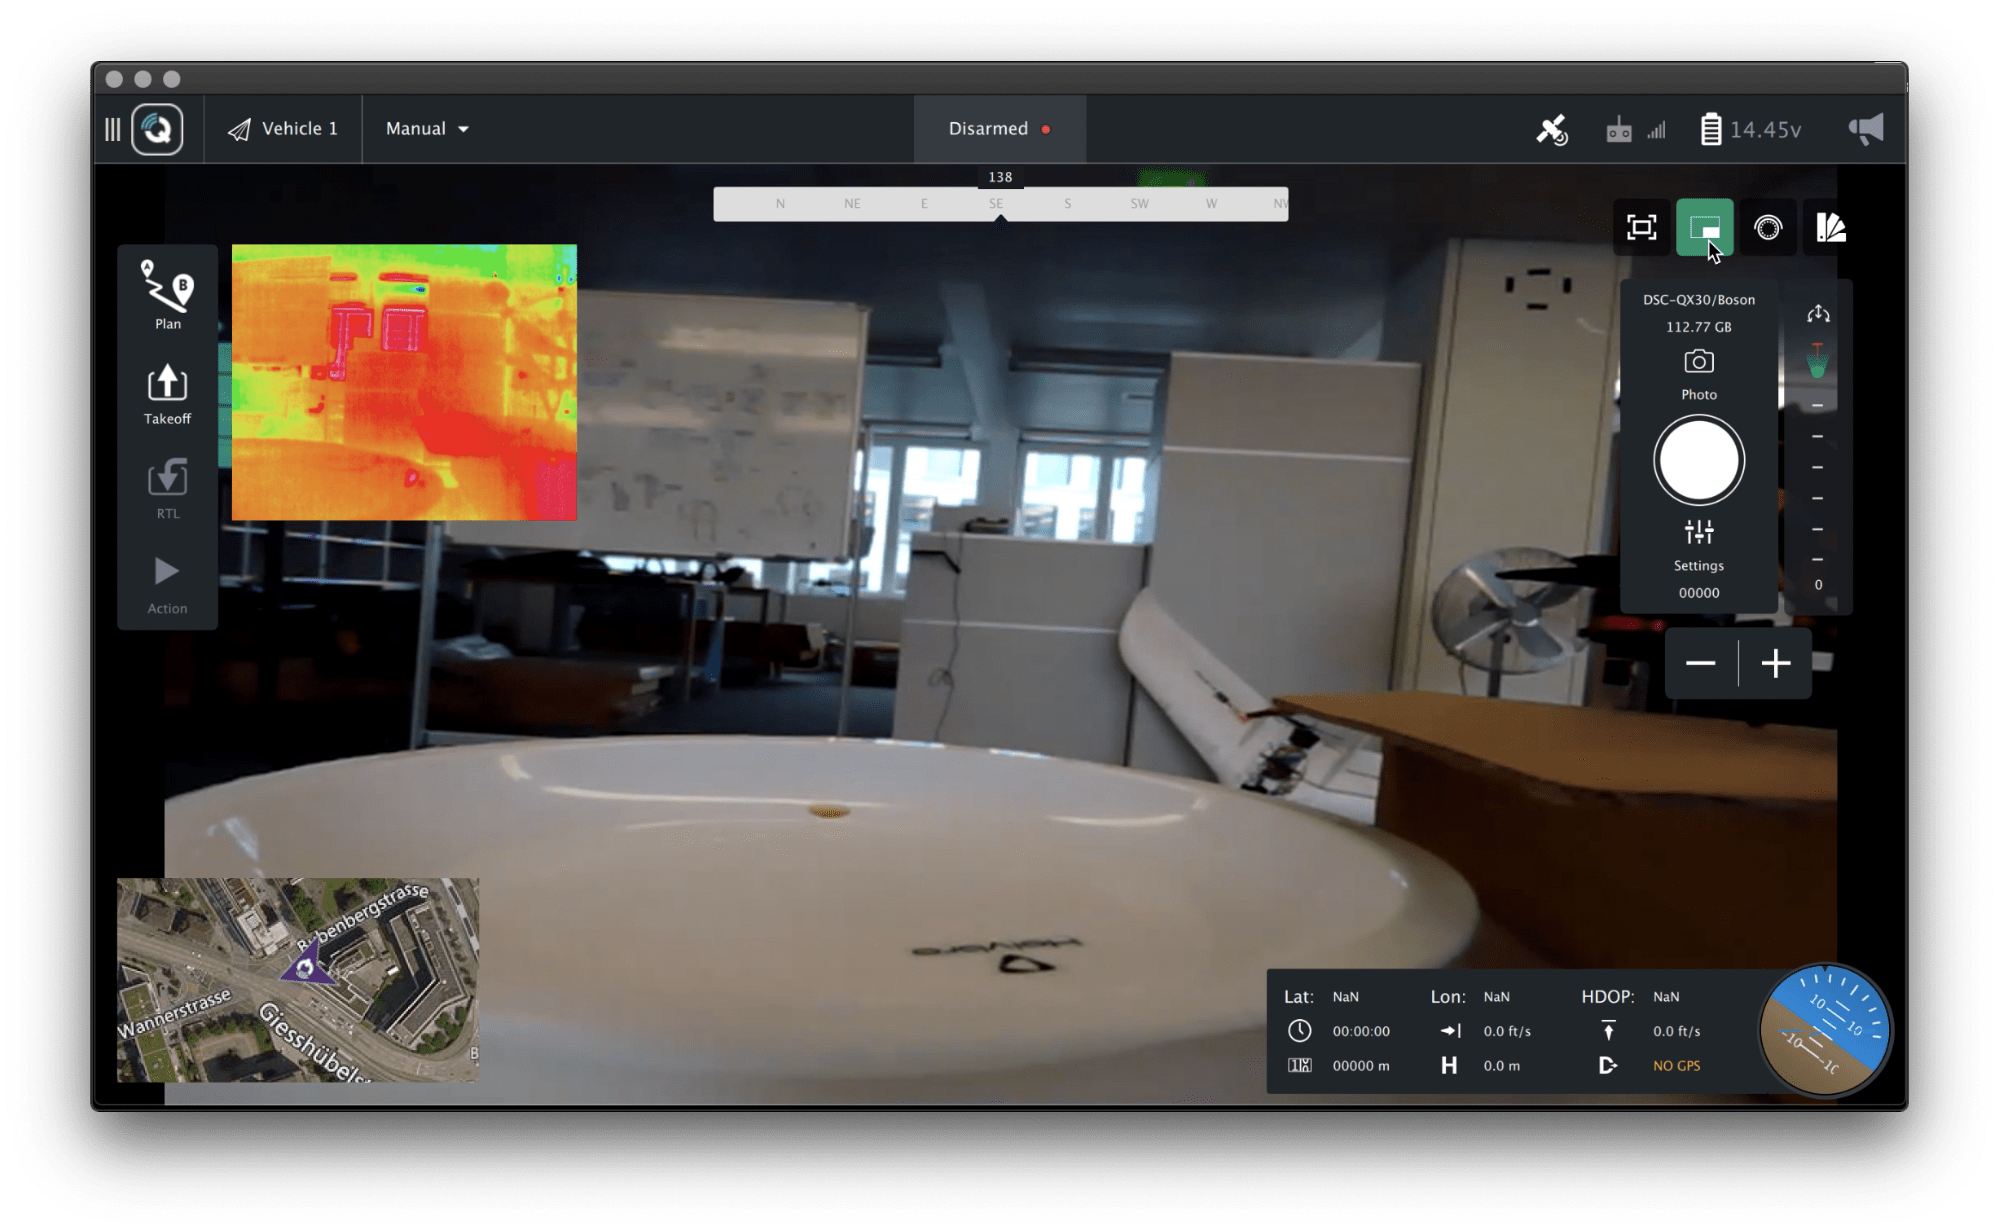 Vehicle 1
Manual
Disarmed
14.45v
138
N NE E SE S SW W NW
A
B
Plan
Takeoff
RTL
Action
DSC-QX30/Boson
112.77 GB
Photo
Settings
00000
0
Rubenbergstrasse
Wannerstrasse
Giesshübelst
B
Lat: NaN Lon: NaN HDOP: NaN
00:00:00 0.0 ft/s 0.0 ft/s
00000 m H 0.0 m NO GPS
10 10
-10 -10